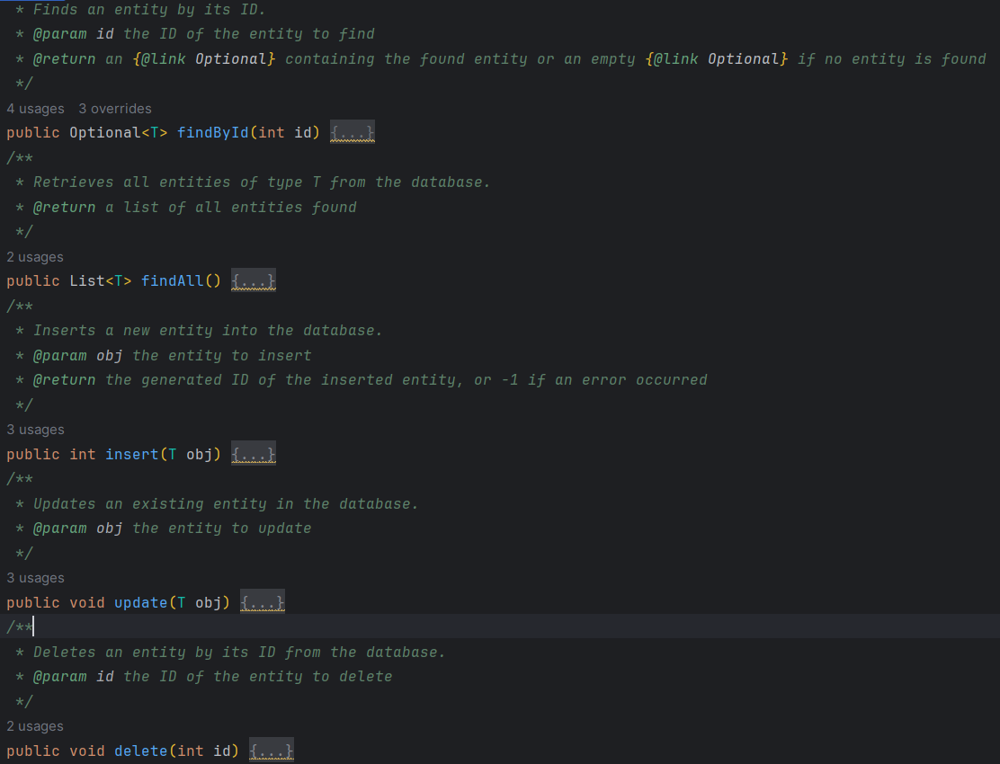 * Finds an entity by its ID.
* @param id the ID of the entity to find
* @return an {@link Optional} containing the found entity or an empty {@link Optional} if no entity is found
*/
4 usages   3 overrides
public Optional<T> findById(int id) {...}
/**
* Retrieves all entities of type T from the database.
* @return a list of all entities found
*/
2 usages
public List<T> findAll() {...}
/**
* Inserts a new entity into the database.
* @param obj the entity to insert
* @return the generated ID of the inserted entity, or -1 if an error occurred
*/
3 usages
public int insert(T obj) {...}
/**
* Updates an existing entity in the database.
* @param obj the entity to update
*/
3 usages
public void update(T obj) {...}
/**
* Deletes an entity by its ID from the database.
* @param id the ID of the entity to delete
*/
2 usages
public void delete(int id) {...}